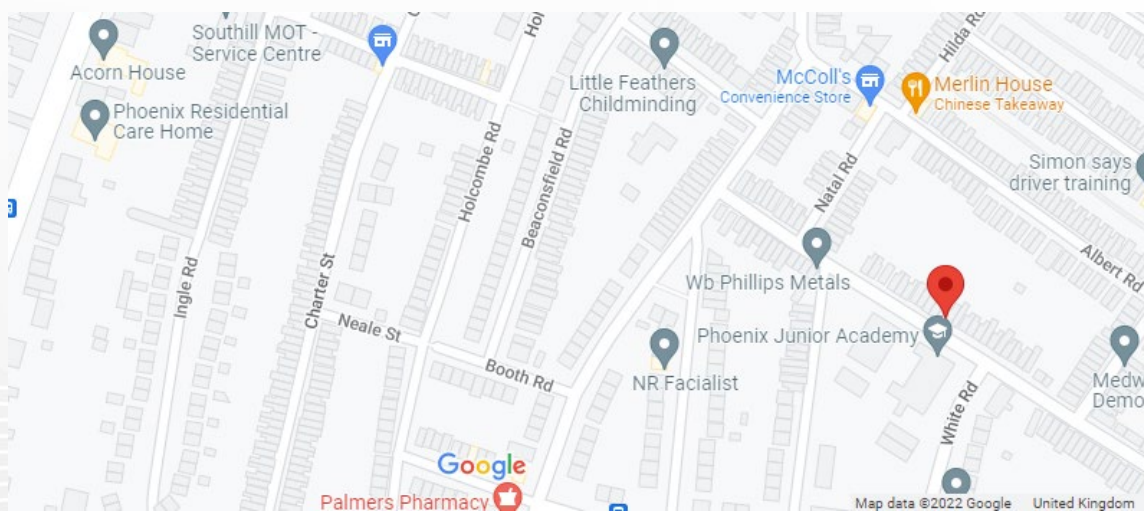 Southill MOT -
Service Centre
Acorn House
Phoenix Residential
Care Home
Little Feathers
Childminding
McColl's
Convenience Store
Hilda Rd
Merlin House
Chinese Takeaway
Simon says
driver training
Holcombe Rd
Beaconsfield Rd
Natal Rd
Albert Rd
Ingle Rd
Charter St
Neale St
Booth Rd
Wb Phillips Metals
Phoenix Junior Academy
NR Facialist
White Rd
Medw
Demo
Google
Palmers Pharmacy
Map data ©2022 Google
United Kingdom